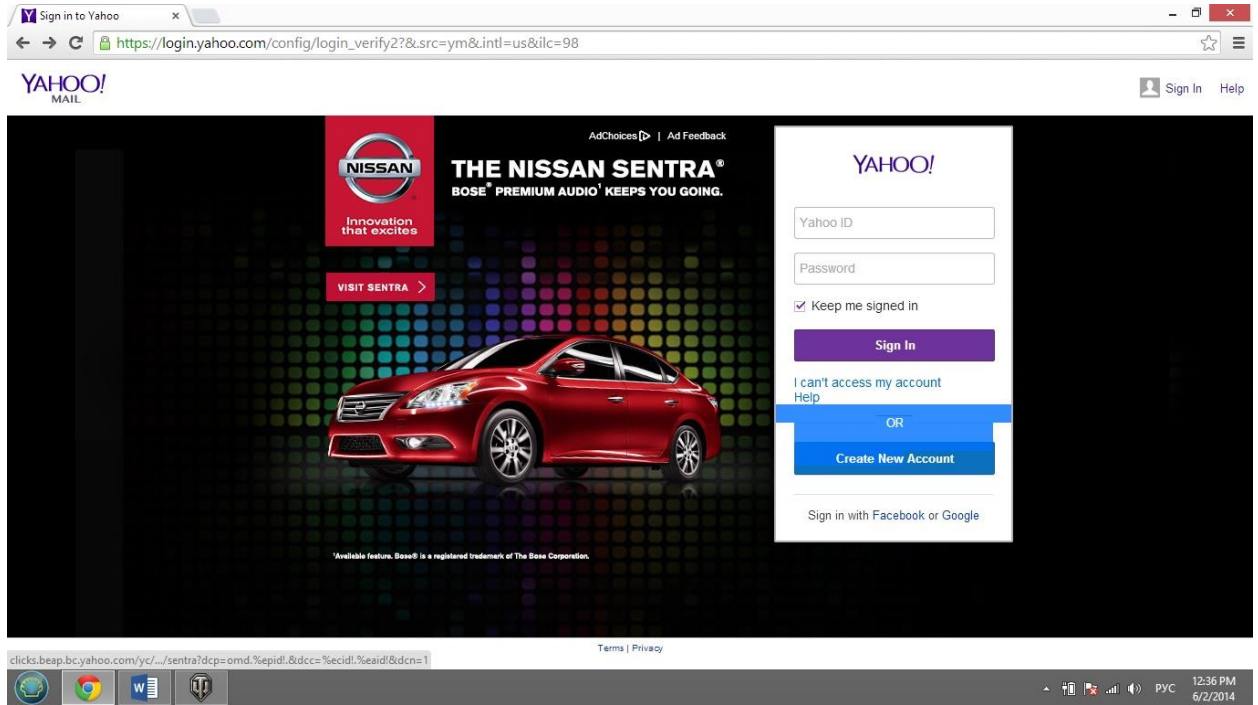 Sign in to Yahoo
https://login.yahoo.com/config/login_verify2?&.src=ym&.intl=us&ilc=98
YAHOO!
MAIL
Sign In Help
AdChoices | Ad Feedback
NISSAN
Innovation
that excites
THE NISSAN SENTRA®
BOSE® PREMIUM AUDIO¹ KEEPS YOU GOING.
VISIT SENTRA >
¹Available feature. Bose® is a registered trademark of The Bose Corporation.
YAHOO!
Yahoo ID
Password
Keep me signed in
Sign In
I can't access my account
Help
OR
Create New Account
Sign in with Facebook or Google
Terms | Privacy
clicks.beap.bc.yahoo.com/yc/.../sentra?dcp=omd.%epid!.&dcc=%ecid!.%eaid!&dcn=1
РУС
12:36 PM
6/2/2014